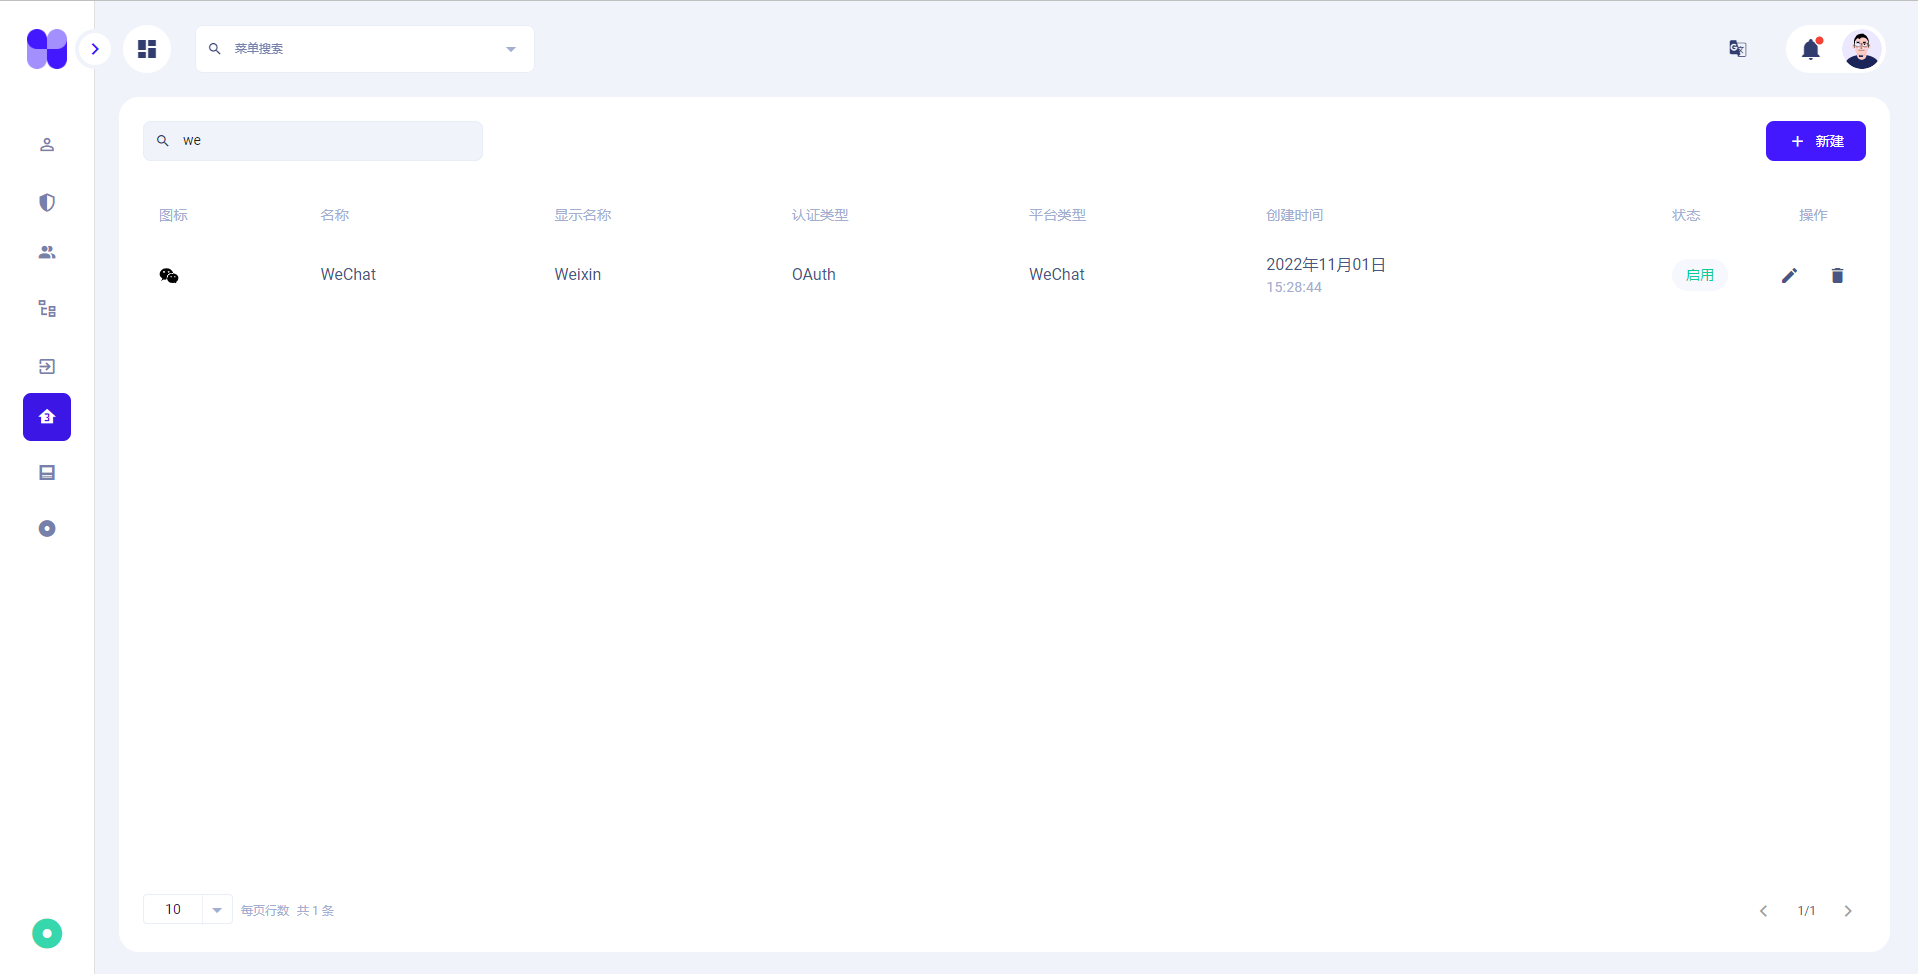 菜单搜索
we
新建
图标 名称 显示名称 认证类型 平台类型 创建时间 状态 操作
WeChat Weixin OAuth WeChat 2022年11月01日 启用
15:28:44
10 每页行数 共 1 条 1/1